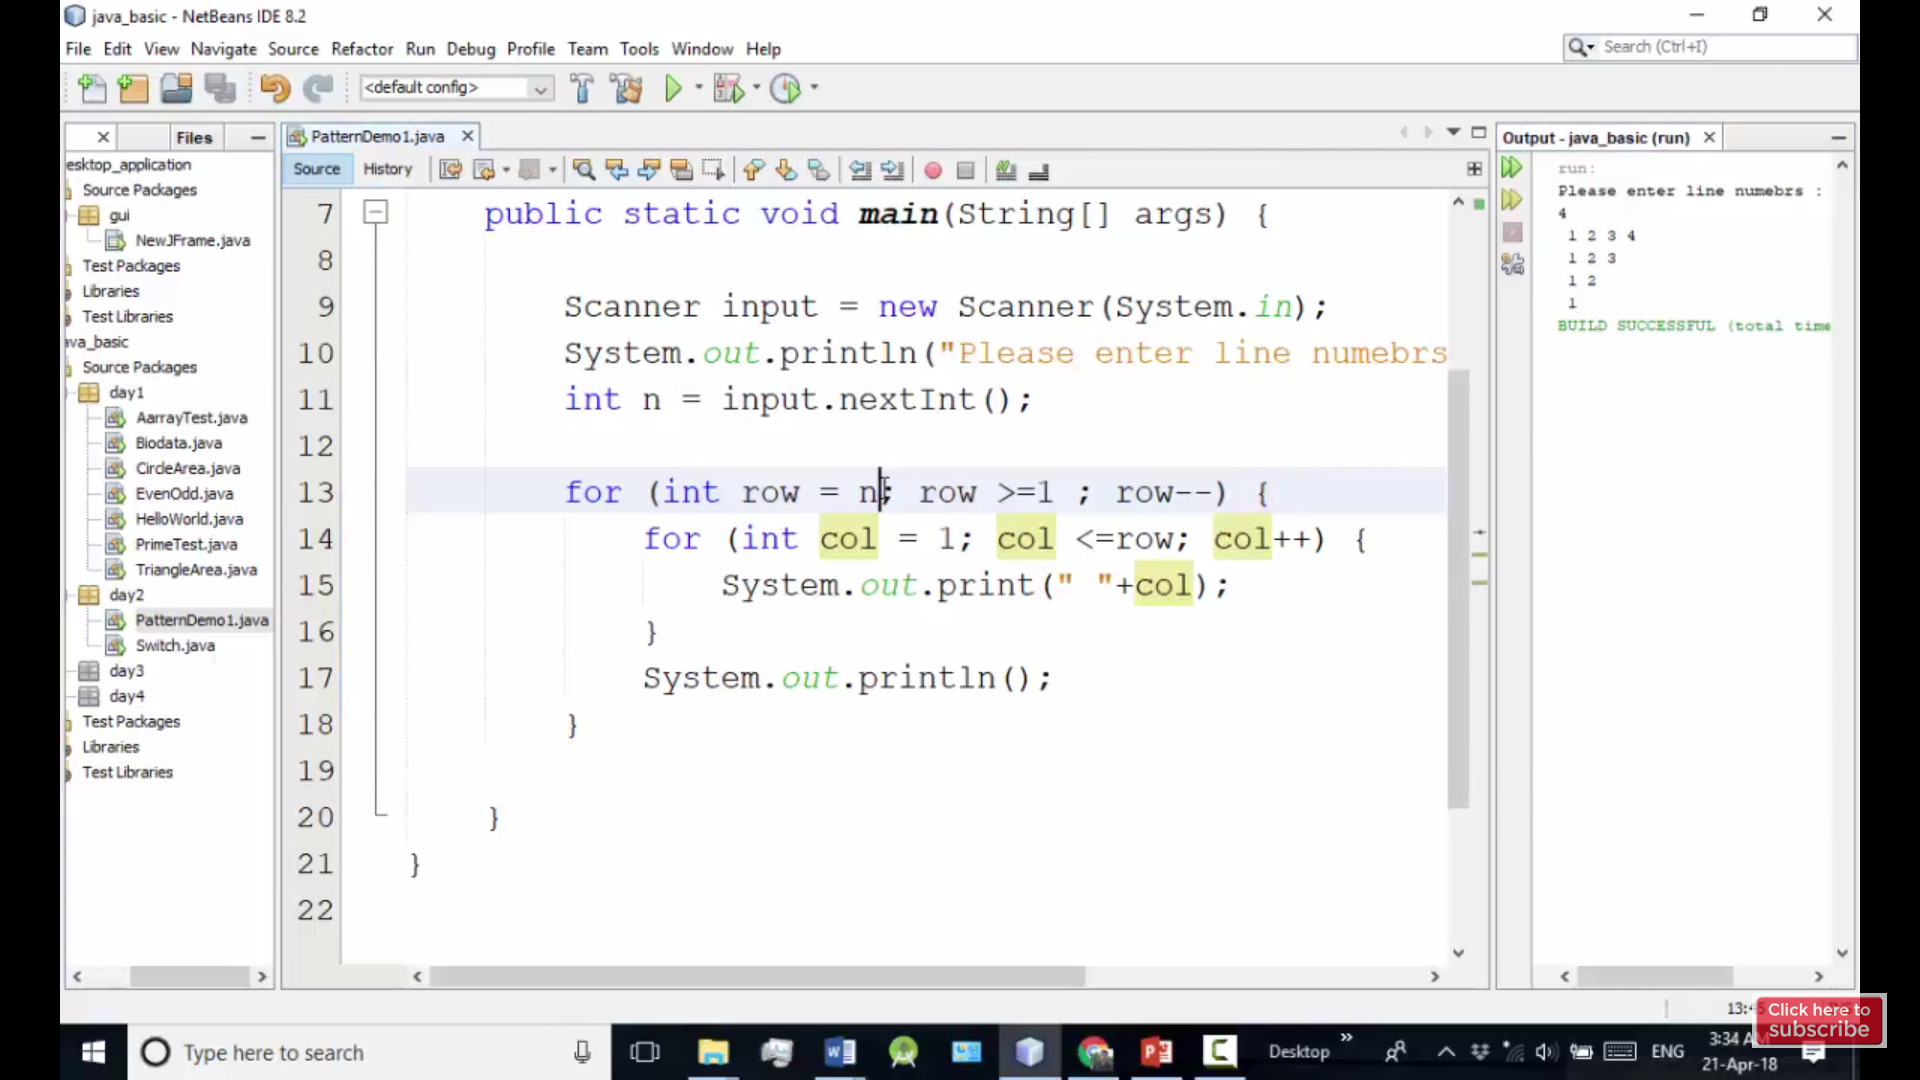 java_basic - NetBeans IDE 8.2
File Edit View Navigate Source Refactor Run Debug Profile Team Tools Window Help
Search (Ctrl+I)
<default config>
Files
PatternDemo1.java
Output - java_basic (run)
Source History
esktop_application
Source Packages
gui
NewJFrame.java
Test Packages
Libraries
Test Libraries
ava_basic
Source Packages
day1
AarrayTest.java
Biodata.java
CircleArea.java
EvenOdd.java
HelloWorld.java
PrimeTest.java
TriangleArea.java
day2
PatternDemo1.java
Switch.java
day3
day4
Test Packages
Libraries
Test Libraries
7 public static void main(String[] args) {
8
9 Scanner input = new Scanner(System.in);
10 System.out.println("Please enter line numebrs
11 int n = input.nextInt();
12
13 for (int row = n; row >=1 ; row--) {
14 for (int col = 1; col <=row; col++) {
15 System.out.print(" "+col);
16 }
17 System.out.println();
18 }
19
20 }
21 }
22
run:
Please enter line numebrs :
4
1 2 3 4
1 2 3
1 2
1
BUILD SUCCESSFUL (total time
Click here to
subscribe
Type here to search
Desktop
ENG
3:34
21-Apr-18